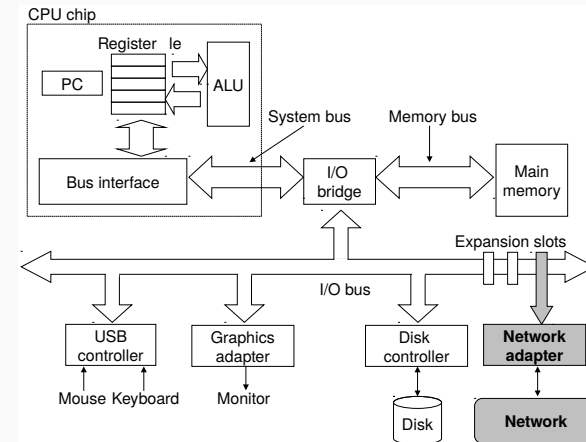 CPU chip
Register le
PC
ALU
System bus
Memory bus
Bus interface
I/O
bridge
Main
memory
Expansion slots
I/O bus
USB
controller
Graphics
adapter
Disk
controller
Network
adapter
Mouse Keyboard
Monitor
Disk
Network